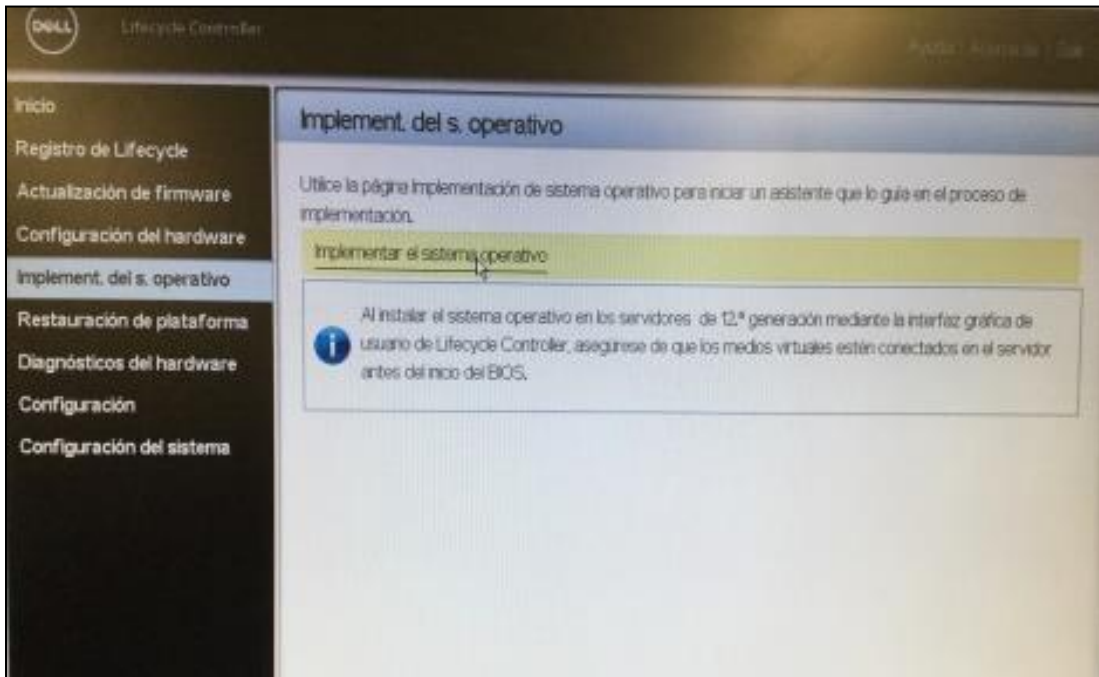 DELL
Lifecycle Controller
Ayuda | Acerca de | Salir
Inicio
Registro de Lifecycle
Actualización de firmware
Configuración del hardware
Implement. del s. operativo
Restauración de plataforma
Diagnósticos del hardware
Configuración
Configuración del sistema
Implement. del s. operativo
Utilice la página Implementación de sistema operativo para iniciar un asistente que lo guía en el proceso de
implementación.
Implementar el sistema operativo
Al instalar el sistema operativo en los servidores de 12.ª generación mediante la interfaz gráfica de
usuario de Lifecycle Controller, asegúrese de que los medios virtuales estén conectados en el servidor
antes del inicio del BIOS.